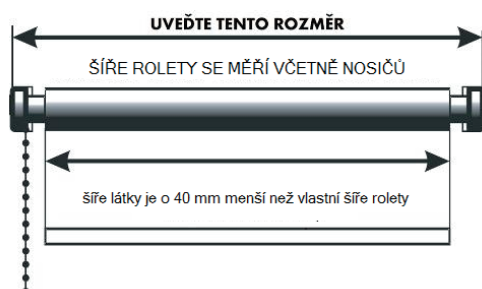 UVEĎTE TENTO ROZMĚR
ŠÍŘE ROLETY SE MĚŘÍ VČETNĚ NOSIČŮ
šíře látky je o 40 mm menší než vlastní šíře rolety